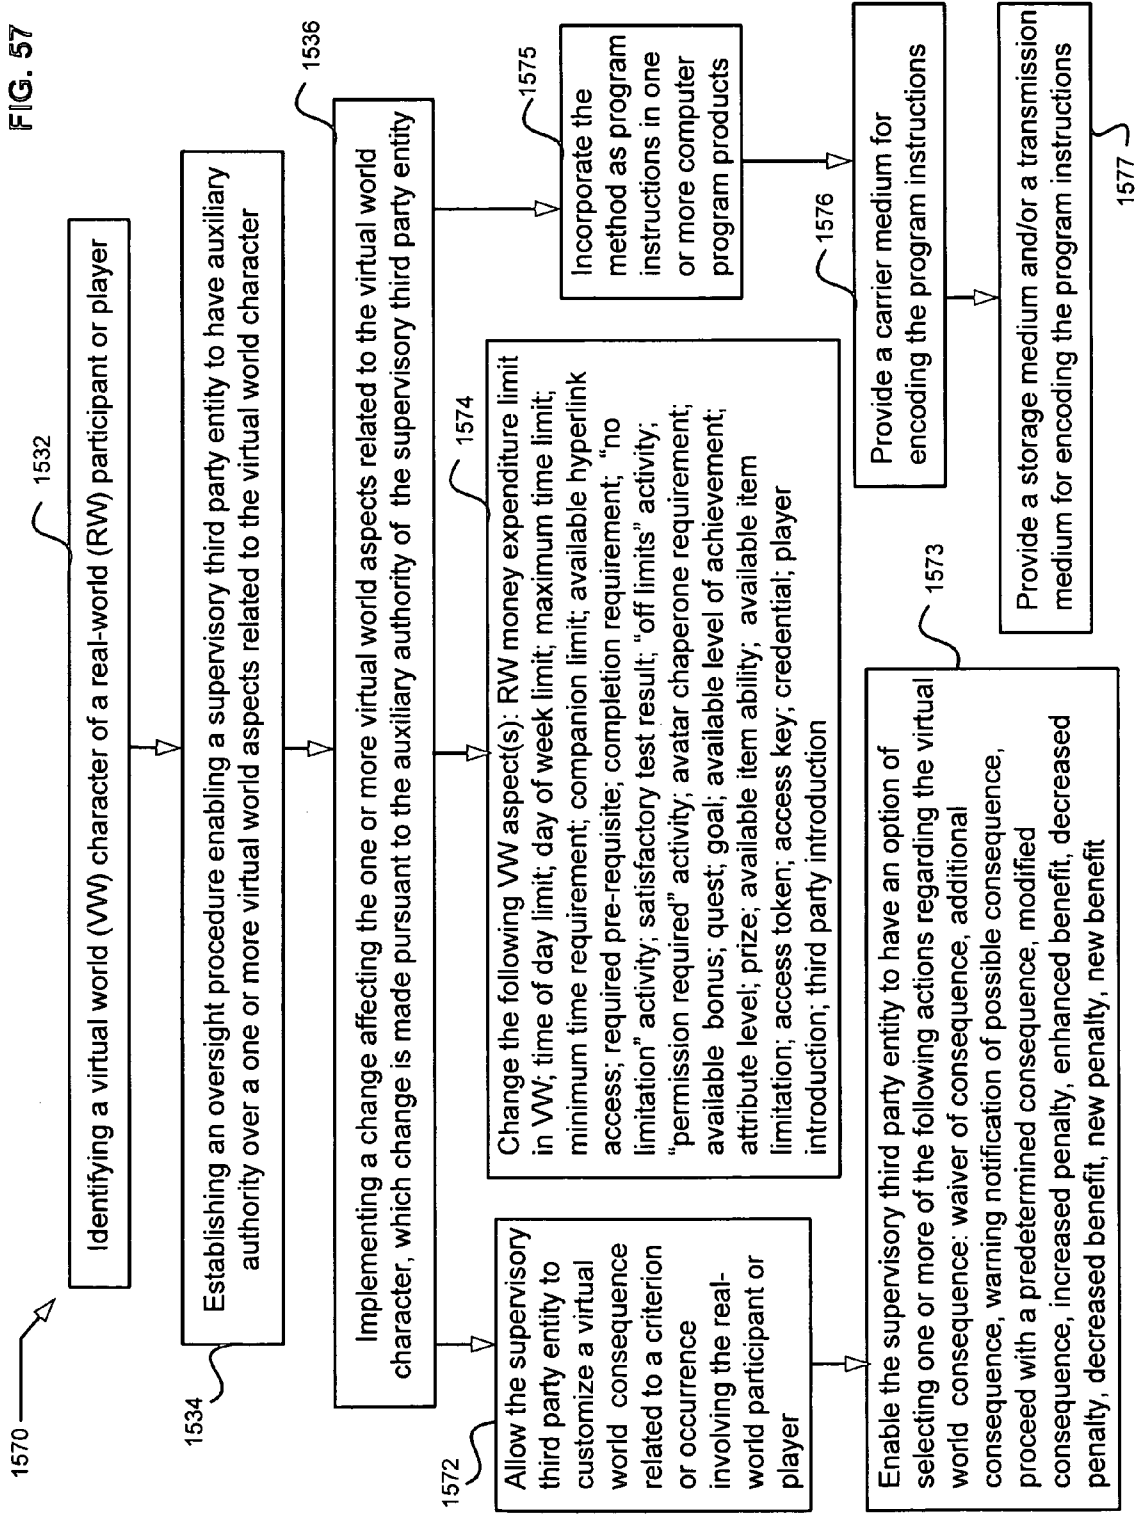 FIG. 57
1570
1532
Identifying a virtual world (VW) character of a real-world (RW) participant or player
1534
Establishing an oversight procedure enabling a supervisory third party entity to have auxiliary
authority over a one or more virtual world aspects related to the virtual world character
1536
Implementing a change affecting the one or more virtual world aspects related to the virtual world
character, which change is made pursuant to the auxiliary authority of the supervisory third party entity
1572
Allow the supervisory
third party entity to
customize a virtual
world consequence
related to a criterion
or occurrence
involving the real-
world participant or
player
1574
Change the following VW aspect(s): RW money expenditure limit
in VW; time of day limit; day of week limit; maximum time limit;
minimum time requirement; companion limit; available hyperlink
access; required pre-requisite; completion requirement; “no
limitation” activity; satisfactory test result; “off limits” activity;
“permission required” activity; avatar chaperone requirement;
available bonus; quest; goal; available level of achievement;
attribute level; prize; available item ability; available item
limitation; access token; access key; credential; player
introduction; third party introduction
1575
Incorporate the
method as program
instructions in one
or more computer
program products
1573
Enable the supervisory third party entity to have an option of
selecting one or more of the following actions regarding the virtual
world consequence: waiver of consequence, additional
consequence, warning notification of possible consequence,
proceed with a predetermined consequence, modified
consequence, increased penalty, enhanced benefit, decreased
penalty, decreased benefit, new penalty, new benefit
1576
Provide a carrier medium for
encoding the program instructions
Provide a storage medium and/or a transmission
medium for encoding the program instructions
1577